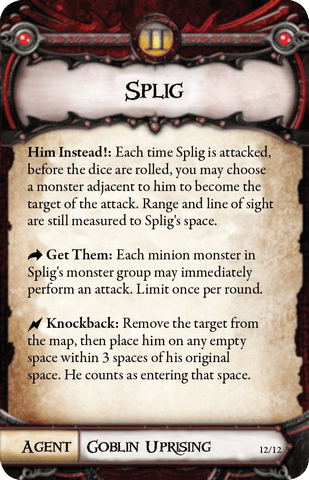 II
Splig
Him Instead!: Each time Splig is attacked,
before the dice are rolled, you may choose
a monster adjacent to him to become the
target of the attack. Range and line of sight
are still measured to Splig's space.
Get Them: Each minion monster in
Splig's monster group may immediately
perform an attack. Limit once per round.
Knockback: Remove the target from
the map, then place him on any empty
space within 3 spaces of his original
space. He counts as entering that space.
Agent Goblin Uprising 12/12